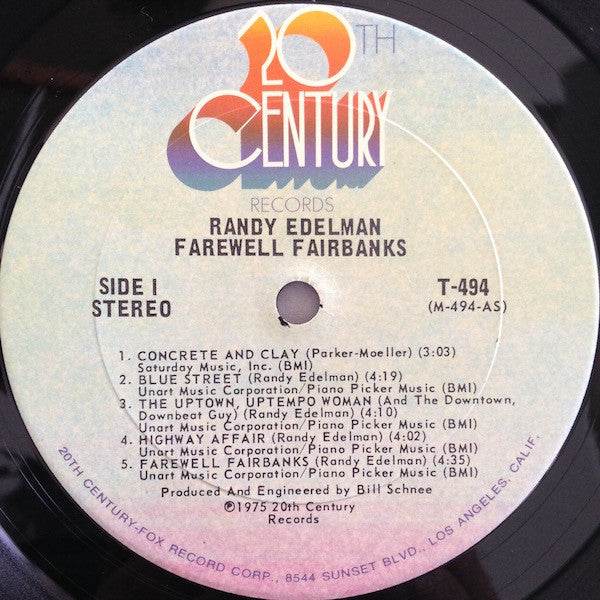 20TH
CENTURY
RECORDS
RANDY EDELMAN
FAREWELL FAIRBANKS
SIDE I
STEREO
T-494
(M-494-AS)
1. CONCRETE AND CLAY (Parker-Moeller) (3:03)
Saturday Music, Inc. (BMI)
2. BLUE STREET (Randy Edelman) (4:19)
Unart Music Corporation/Piano Picker Music (BMI)
3. THE UPTOWN, UPTEMPO WOMAN (And The Downtown,
Downbeat Guy) (Randy Edelman) (4:10)
Unart Music Corporation/Piano Picker Music (BMI)
4. HIGHWAY AFFAIR (Randy Edelman) (4:02)
Unart Music Corporation/Piano Picker Music (BMI)
5. FAREWELL FAIRBANKS (Randy Edelman) (4:35)
Unart Music Corporation/Piano Picker Music (BMI)
Produced And Engineered by Bill Schnee
℗1975 20th Century
Records
20TH CENTURY-FOX RECORD CORP., 8544 SUNSET BLVD., LOS ANGELES, CALIF.